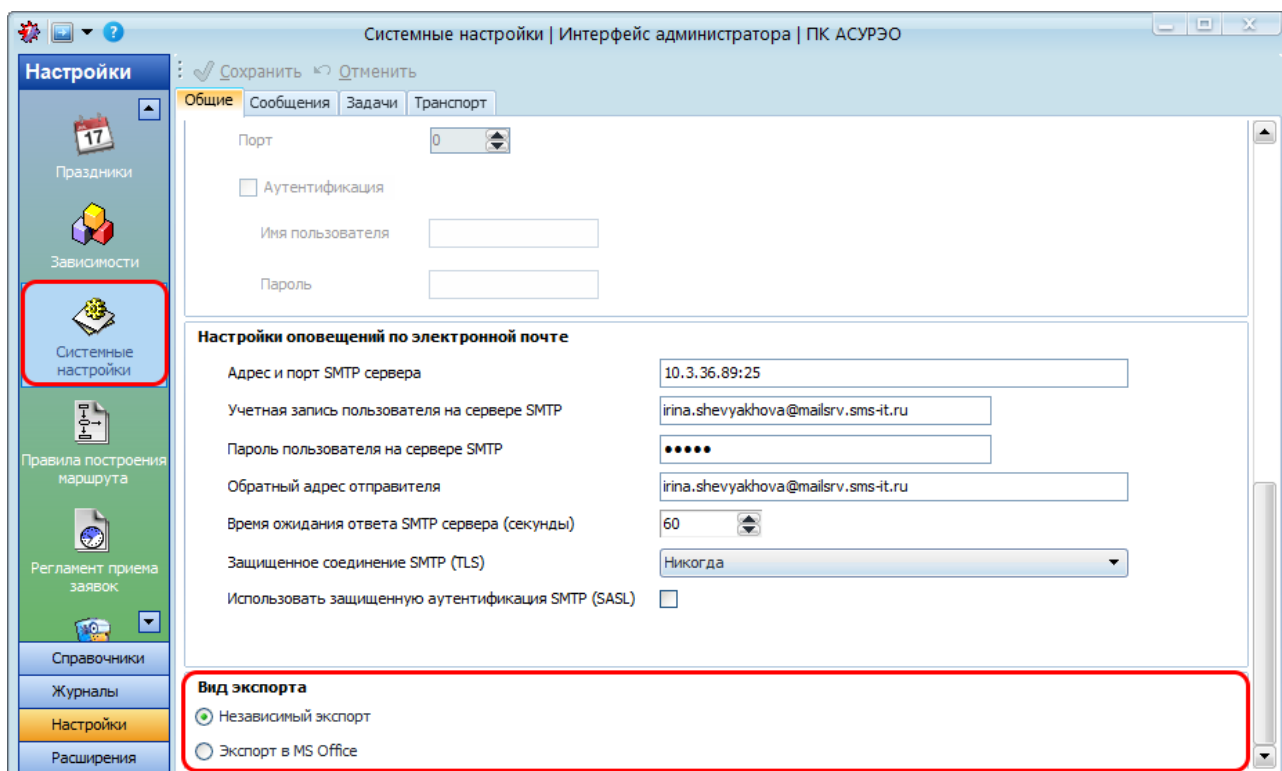 Системные настройки | Интерфейс администратора | ПК АСУРЭО
Настройки
Сохранить Отменить
Общие Сообщения Задачи Транспорт
17
Праздники
Зависимости
Системные
настройки
Правила построения
маршрута
Регламент приема
заявок
Справочники
Журналы
Настройки
Расширения
Порт 0
Аутентификация
Имя пользователя
Пароль
Настройки оповещений по электронной почте
Адрес и порт SMTP сервера 10.3.36.89:25
Учетная запись пользователя на сервере SMTP irina.shevyakhova@mailsrv.sms-it.ru
Пароль пользователя на сервере SMTP •••••
Обратный адрес отправителя irina.shevyakhova@mailsrv.sms-it.ru
Время ожидания ответа SMTP сервера (секунды) 60
Защищенное соединение SMTP (TLS) Никогда
Использовать защищенную аутентификация SMTP (SASL)
Вид экспорта
Независимый экспорт
Экспорт в MS Office